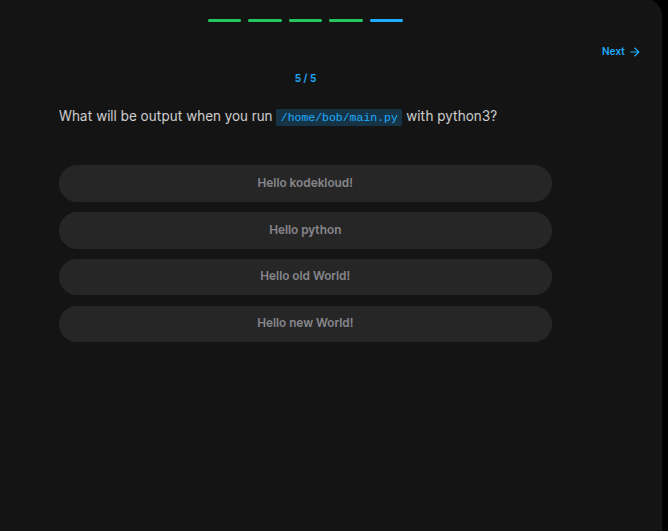 Next →
5 / 5
What will be output when you run /home/bob/main.py with python3?
Hello kodekloud!
Hello python
Hello old World!
Hello new World!